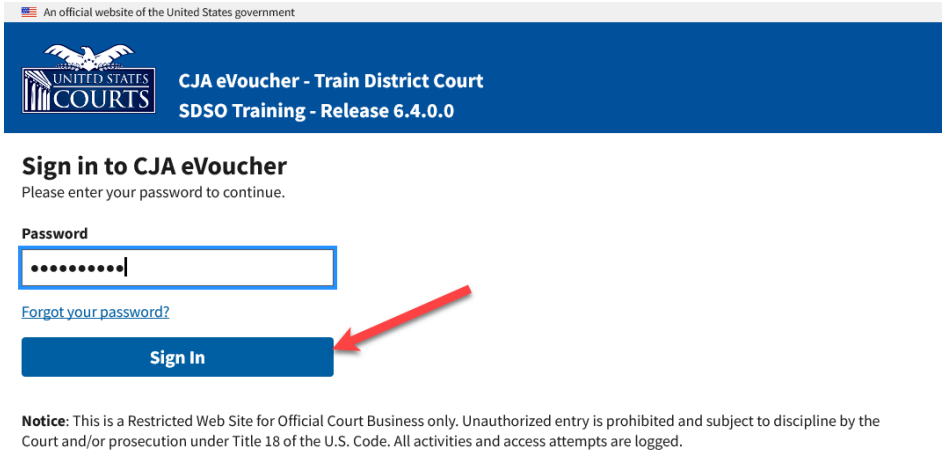 An official website of the United States government
UNITED STATES
COURTS
CJA eVoucher - Train District Court
SDSO Training - Release 6.4.0.0
Sign in to CJA eVoucher
Please enter your password to continue.
Password
••••••••••
Forgot your password?
Sign In
Notice: This is a Restricted Web Site for Official Court Business only. Unauthorized entry is prohibited and subject to discipline by the
Court and/or prosecution under Title 18 of the U.S. Code. All activities and access attempts are logged.